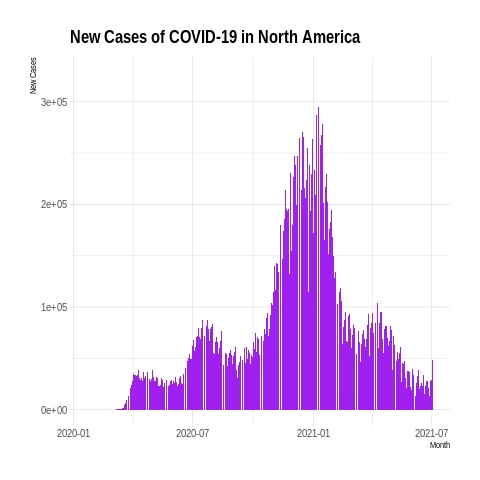 New Cases of COVID-19 in North America
New Cases
3e+05
2e+05
1e+05
0e+00
2020-01 2020-07 2021-01 2021-07
Month